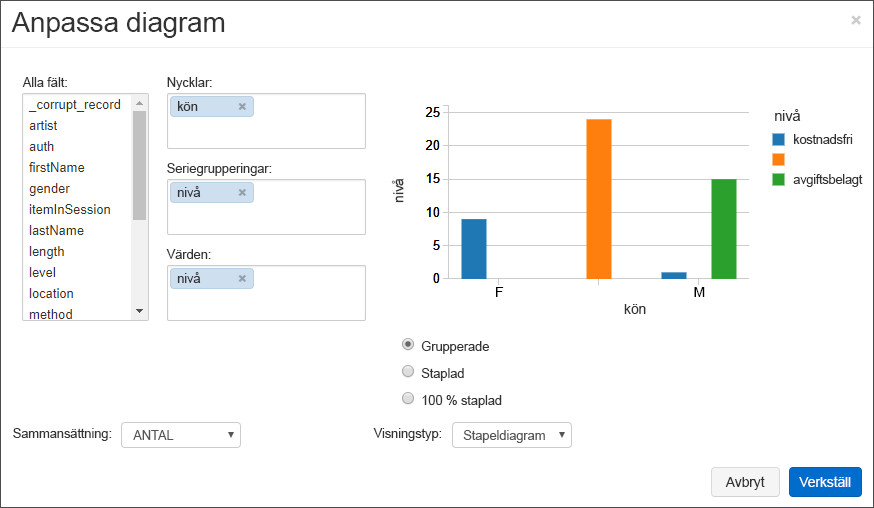 Anpassa diagram
×
Alla fält:
_corrupt_record
artist
auth
firstName
gender
itemInSession
lastName
length
level
location
method
Nycklar:
kön ×
Seriegrupperingar:
nivå ×
Värden:
nivå ×
nivå
25
20
15
10
5
0
F
M
kön
nivå
kostnadsfri
avgiftsbelagt
Grupperade
Staplad
100 % staplad
Sammansättning: ANTAL
Visningstyp: Stapeldiagram
Avbryt
Verkställ